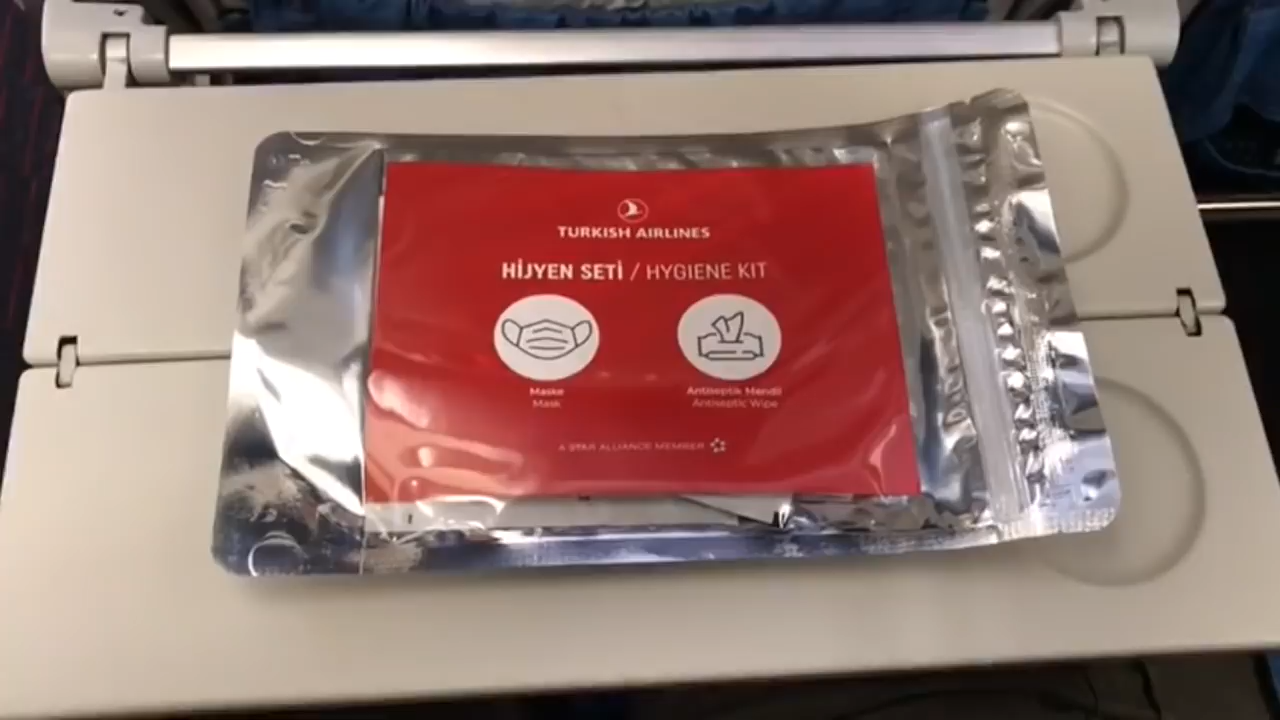 TURKISH AIRLINES
HİJYEN SETİ / HYGIENE KIT
Maske
Mask
Antiseptik Mendil
Antiseptic Wipe
A STAR ALLIANCE MEMBER